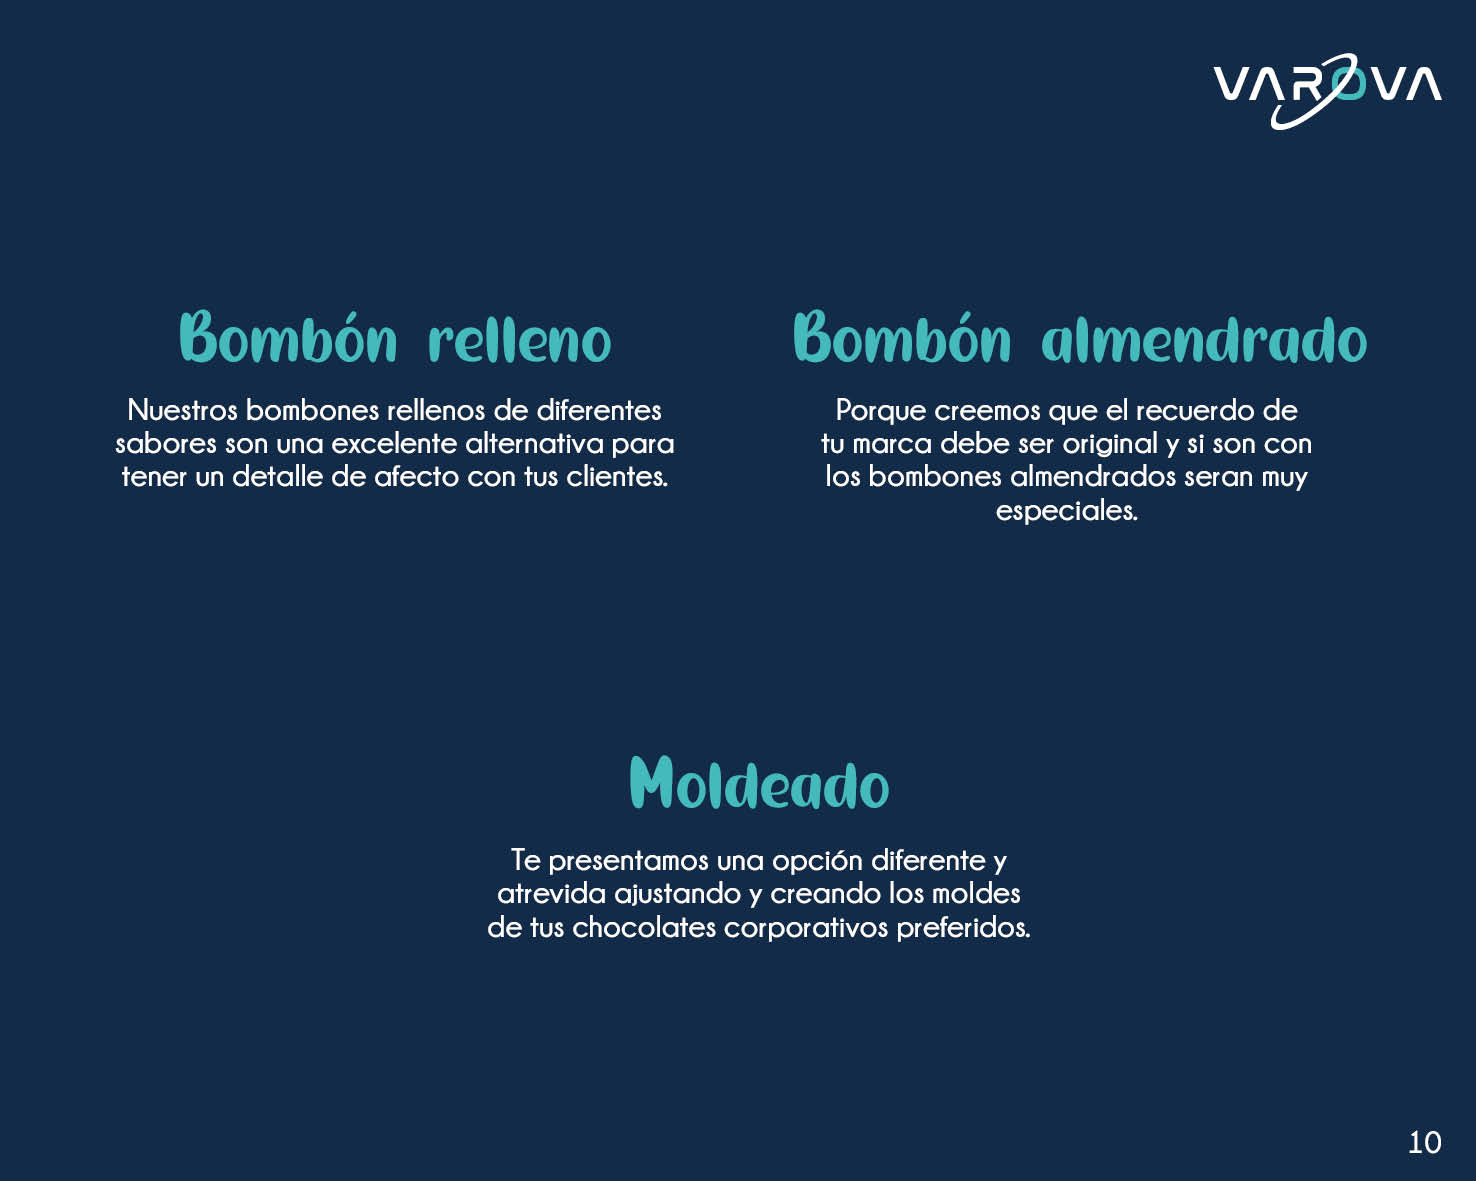 VAROVA
Bombón relleno
Nuestros bombones rellenos de diferentes
sabores son una excelente alternativa para
tener un detalle de afecto con tus clientes.
Bombón almendrado
Porque creemos que el recuerdo de
tu marca debe ser original y si son con
los bombones almendrados seran muy
especiales.
Moldeado
Te presentamos una opción diferente y
atrevida ajustando y creando los moldes
de tus chocolates corporativos preferidos.
10